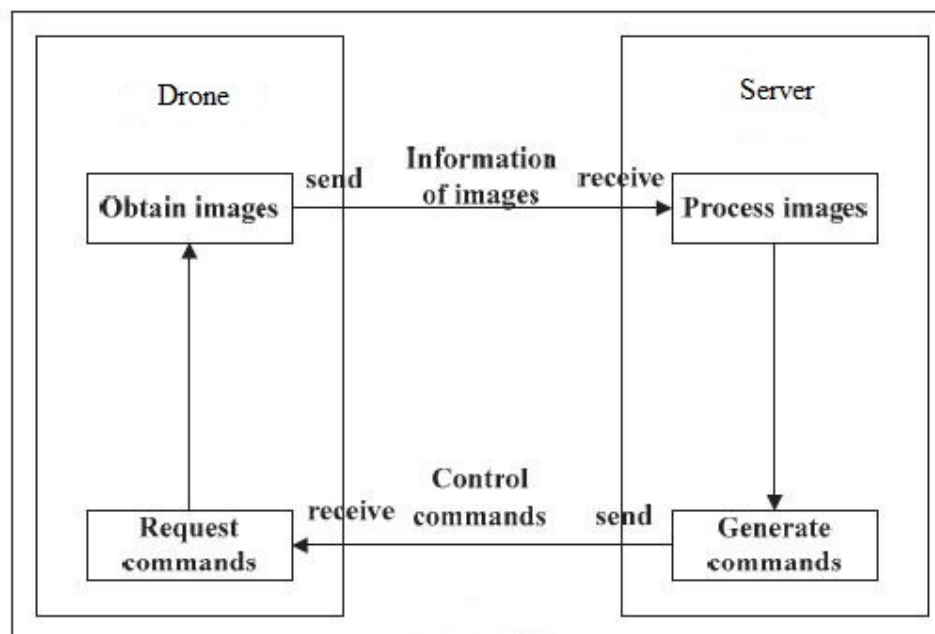 Drone
Server
send
Information
of images
receive
Obtain images
Process images
receive
Control
commands
send
Request
commands
Generate
commands